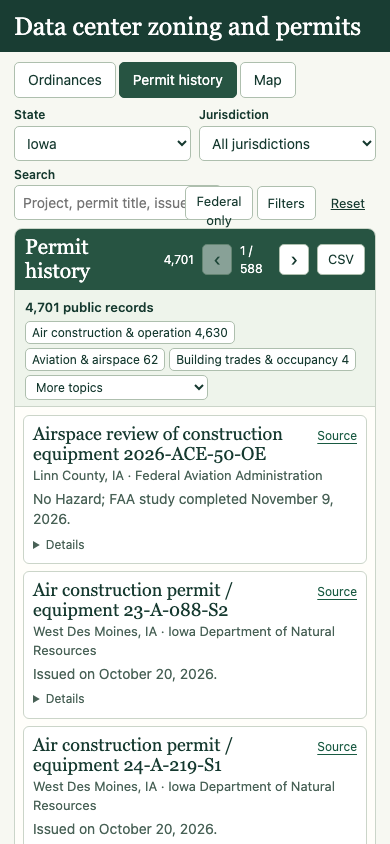 Data center zoning and permits
Ordinances
Permit history
Map
State
Jurisdiction
Iowa
All jurisdictions
Search
Project, permit title, issue
Federal
only
Filters
Reset
Permit
history
4,701
‹
1 /
588
›
CSV
4,701 public records
Air construction & operation 4,630
Aviation & airspace 62
Building trades & occupancy 4
More topics
Airspace review of construction
equipment 2026-ACE-50-OE
Source
Linn County, IA · Federal Aviation Administration
No Hazard; FAA study completed November 9,
2026.
Details
Air construction permit /
equipment 23-A-088-S2
Source
West Des Moines, IA · Iowa Department of Natural
Resources
Issued on October 20, 2026.
Details
Air construction permit /
equipment 24-A-219-S1
Source
West Des Moines, IA · Iowa Department of Natural
Resources
Issued on October 20, 2026.